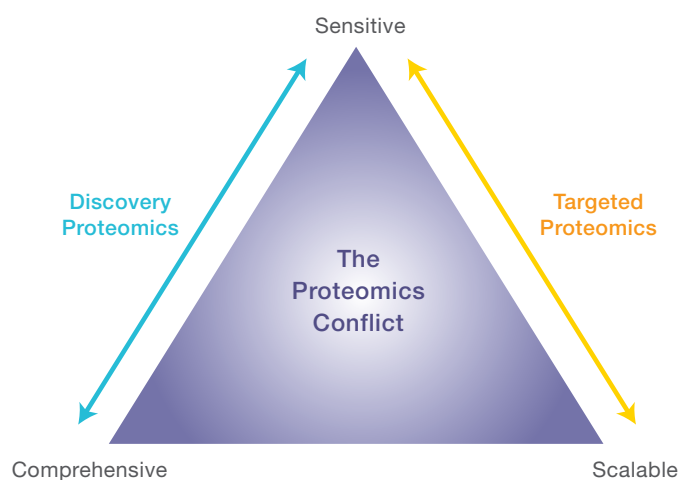 Sensitive
Discovery
Proteomics
Targeted
Proteomics
The
Proteomics
Conflict
Comprehensive
Scalable